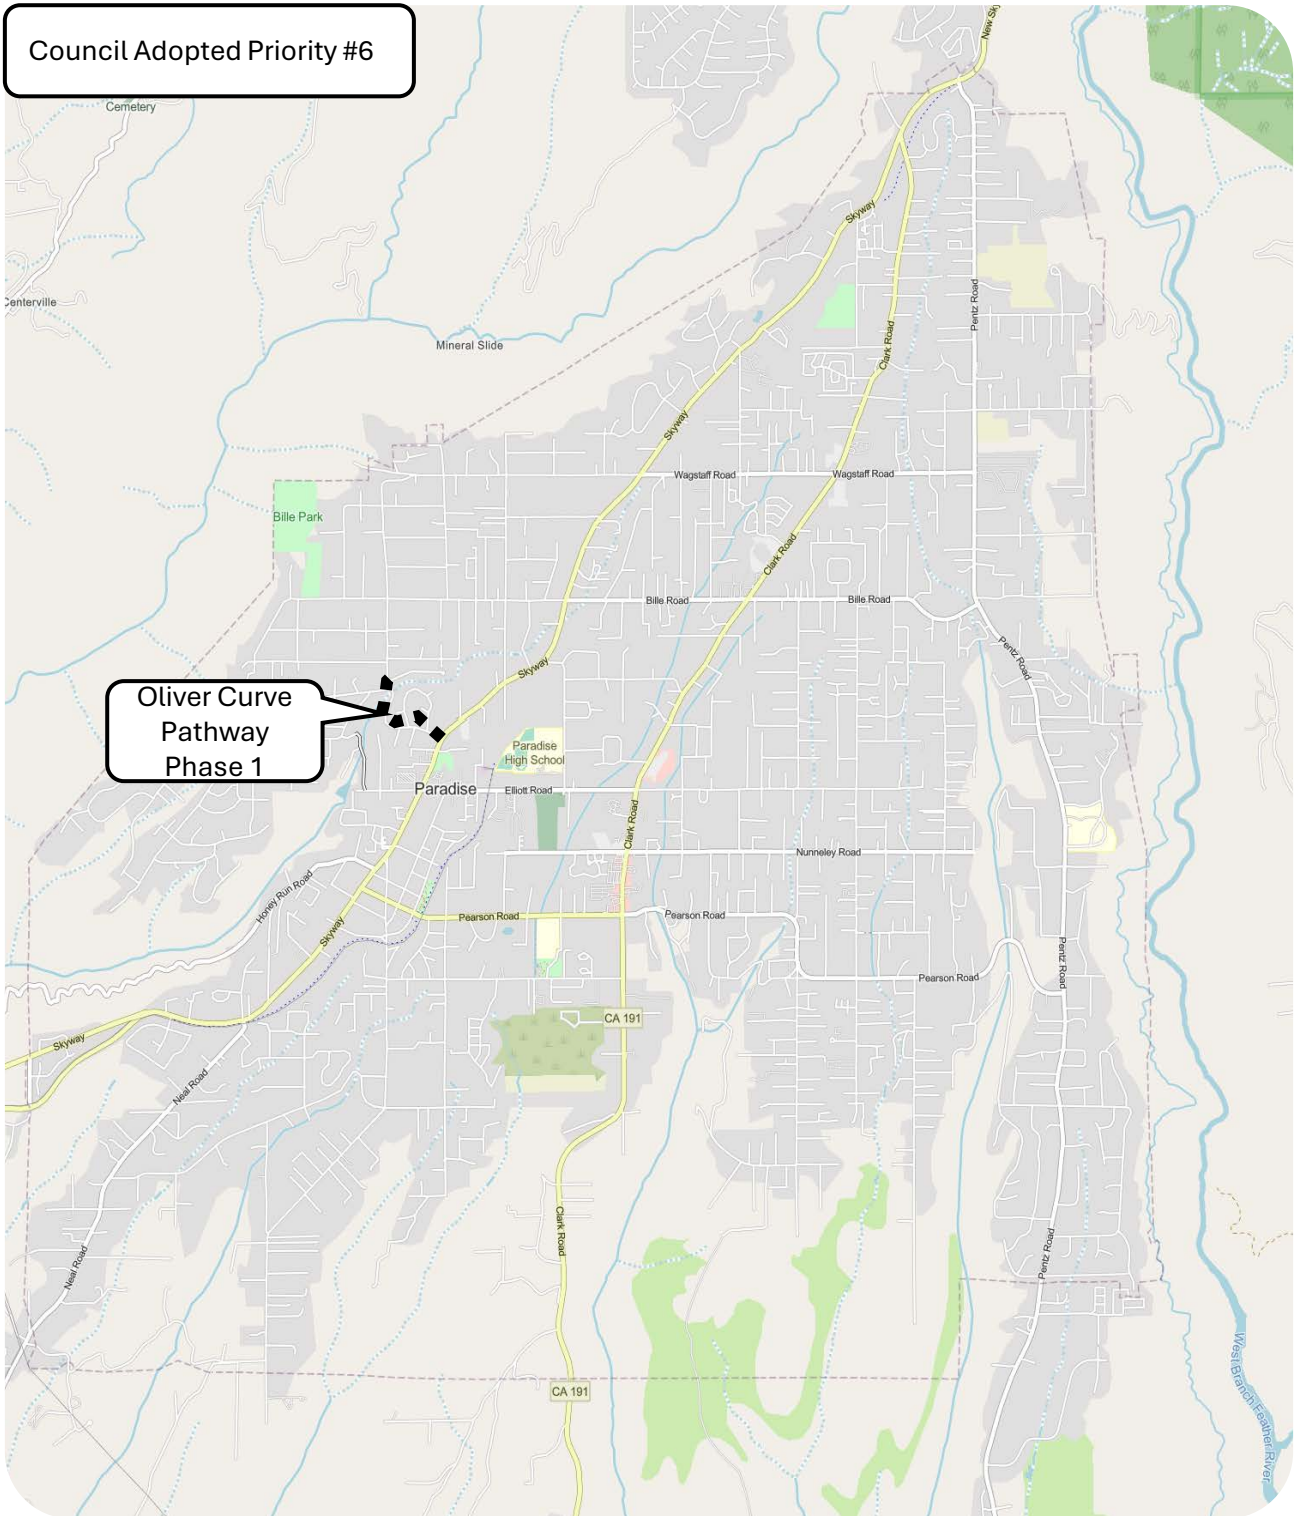 Council Adopted Priority #6
New Sky
Cemetery
Skyway
Centerville
Pentz Road
Mineral Slide
Clark Road
Skyway
Wagstaff Road
Wagstaff Road
Bille Park
Clark Road
Bille Road
Bille Road
Pentz Road
Skyway
Oliver Curve
Pathway
Phase 1
Paradise
High School
Paradise
Elliott Road
Clark Road
Nunneley Road
Honey Run Road
Pearson Road
Pearson Road
Skyway
Pentz Road
Pearson Road
CA 191
Skyway
Neal Road
Clark Road
Pentz Road
Neal Road
CA 191
West Branch Feather River